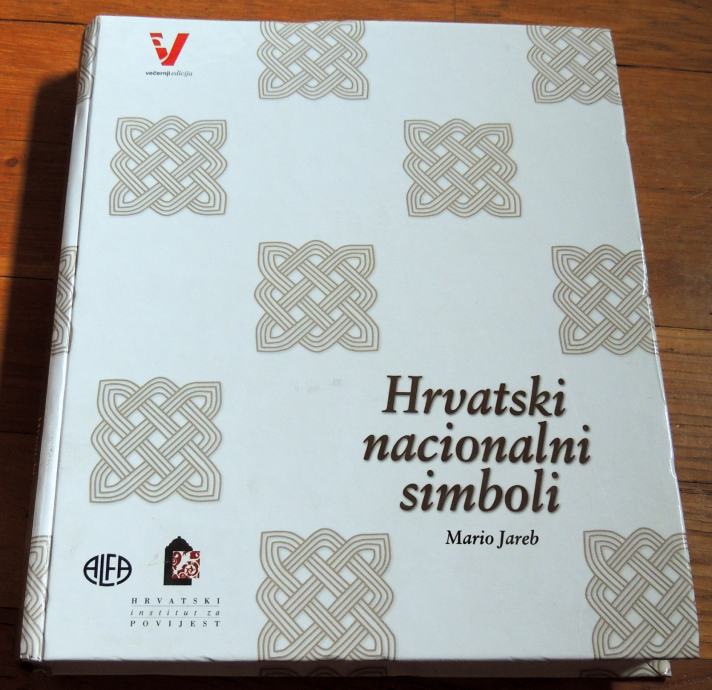 večernji edicija
Hrvatski
nacionalni
simboli
Mario Jareb
ALFA
HRVATSKI
institut za
POVIJEST